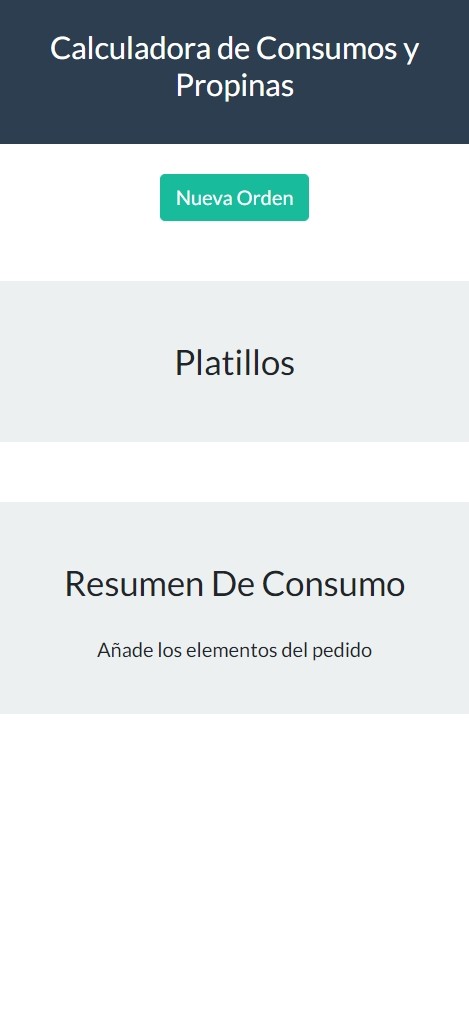 Calculadora de Consumos y
Propinas
Nueva Orden
Platillos
Resumen De Consumo
Añade los elementos del pedido